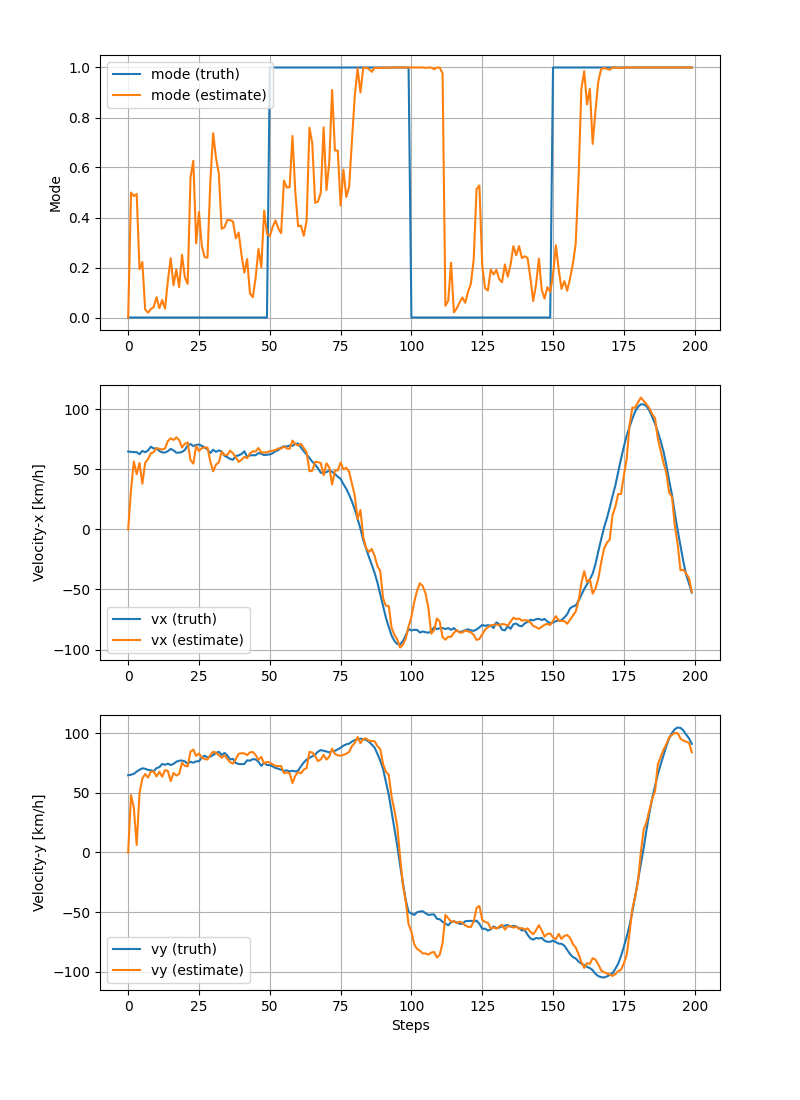 1.0
0.8
0.6
0.4
0.2
0.0
Mode
mode (truth)
mode (estimate)
0 25 50 75 100 125 150 175 200
100
50
0
−50
−100
Velocity-x [km/h]
vx (truth)
vx (estimate)
0 25 50 75 100 125 150 175 200
100
50
0
−50
−100
Velocity-y [km/h]
vy (truth)
vy (estimate)
0 25 50 75 100 125 150 175 200
Steps